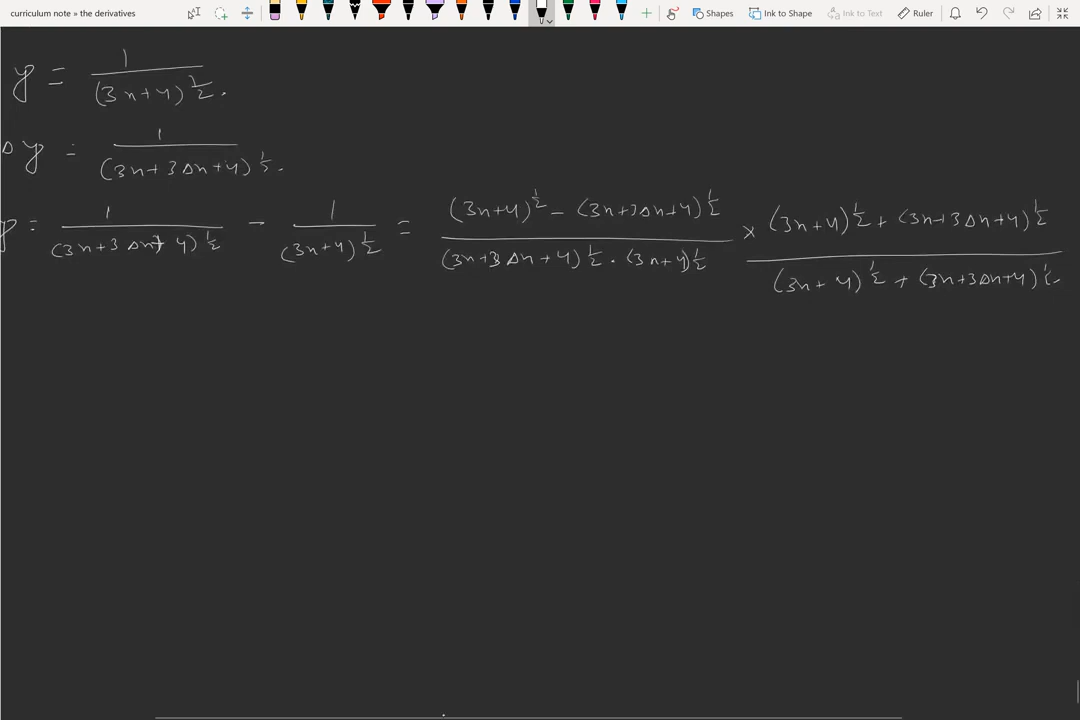 curriculum note » the derivatives Shapes Ink to Shape Ink to Text Ruler
y = 1/(3x+4)^1/2.
Δy = 1/(3x+3Δx+4)^1/2.
y = 1/(3x+3Δx+4)^1/2 - 1/(3x+4)^1/2 = ((3x+4)^1/2 - (3x+3Δx+4)^1/2)/((3x+3Δx+4)^1/2 · (3x+4)^1/2) × ((3x+4)^1/2 + (3x+3Δx+4)^1/2)/((3x+4)^1/2 + (3x+3Δx+4)^1/2.